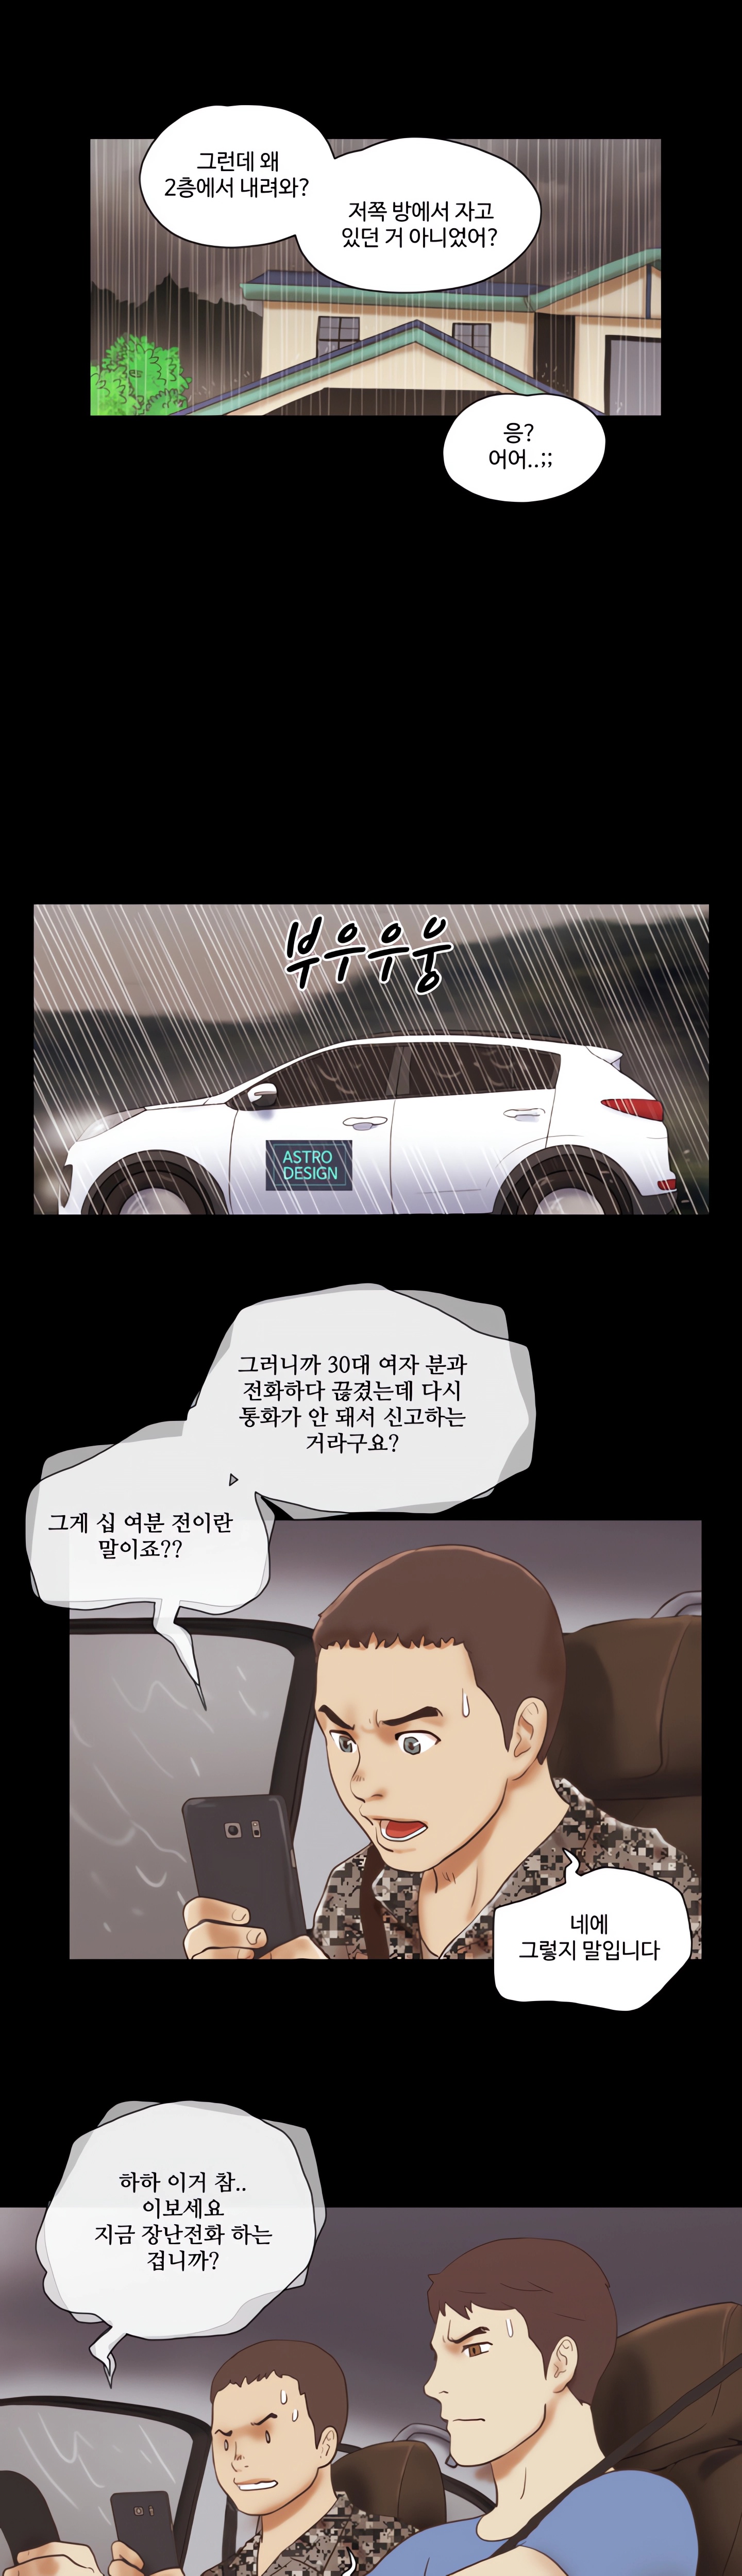 그런데 왜
2층에서 내려와?
저쪽 방에서 자고
있던 거 아니었어?
응?
어어..;;
부우우웅
ASTRO
DESIGN
그러니까 30대 여자 분과
전화하다 끊겼는데 다시
통화가 안 돼서 신고하는
거라구요?
그게 십 여분 전이란
말이죠??
네에
그렇지 말입니다
하하 이거 참..
이보세요
지금 장난전화 하는
겁니까?